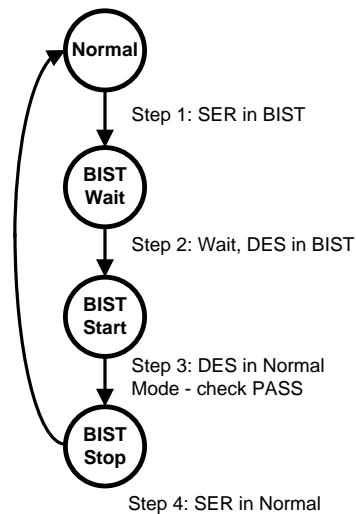 Normal
Step 1: SER in BIST
BIST
Wait
Step 2: Wait, DES in BIST
BIST
Start
Step 3: DES in Normal
Mode - check PASS
BIST
Stop
Step 4: SER in Normal